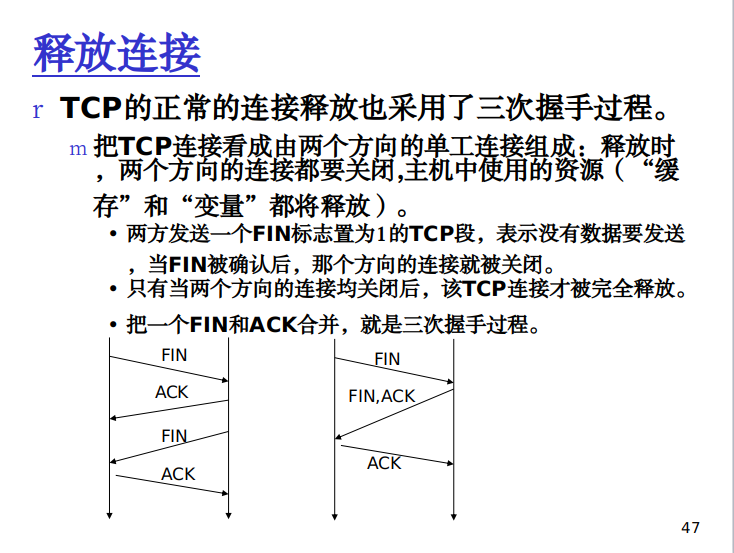 释放连接
r TCP的正常的连接释放也采用了三次握手过程。
m 把TCP连接看成由两个方向的单工连接组成：释放时
，两个方向的连接都要关闭,主机中使用的资源（“缓
存”和“变量”都将释放）。
• 两方发送一个FIN标志置为1的TCP段，表示没有数据要发送
，当FIN被确认后，那个方向的连接就被关闭。
• 只有当两个方向的连接均关闭后，该TCP连接才被完全释放。
• 把一个FIN和ACK合并，就是三次握手过程。
FIN
ACK
FIN
ACK
FIN
FIN,ACK
ACK
47